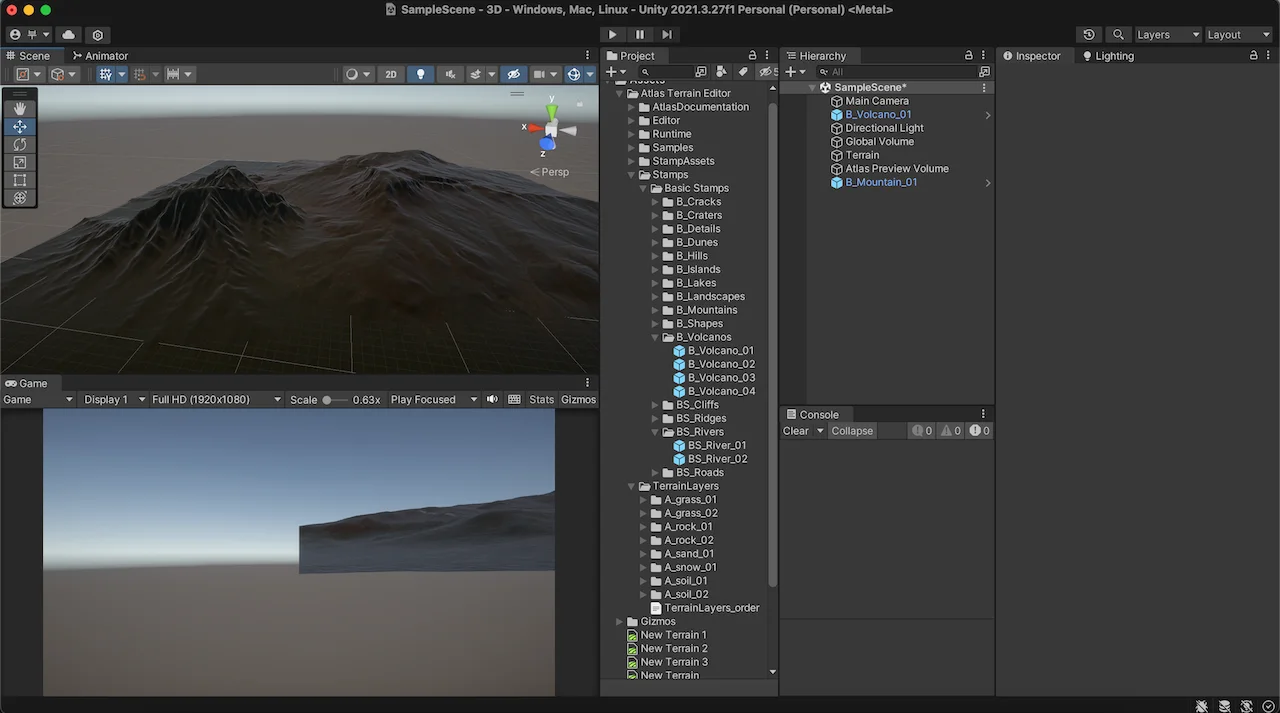 SampleScene - 3D - Windows, Mac, Linux - Unity 2021.3.27f1 Personal (Personal) <Metal>
Layers
Layout
Scene
Animator
2D
y
x
z
Persp
Game
Game
Display 1
Full HD (1920x1080)
Scale
0.63x
Play Focused
Stats
Gizmos
Project
5
Assets
Atlas Terrain Editor
AtlasDocumentation
Editor
Runtime
Samples
StampAssets
Stamps
Basic Stamps
B_Cracks
B_Craters
B_Details
B_Dunes
B_Hills
B_Islands
B_Lakes
B_Landscapes
B_Mountains
B_Shapes
B_Volcanos
B_Volcano_01
B_Volcano_02
B_Volcano_03
B_Volcano_04
BS_Cliffs
BS_Ridges
BS_Rivers
BS_River_01
BS_River_02
BS_Roads
TerrainLayers
A_grass_01
A_grass_02
A_rock_01
A_rock_02
A_sand_01
A_snow_01
A_soil_01
A_soil_02
TerrainLayers_order
Gizmos
New Terrain 1
New Terrain 2
New Terrain 3
New Terrain
Hierarchy
All
SampleScene*
Main Camera
B_Volcano_01
Directional Light
Global Volume
Terrain
Atlas Preview Volume
B_Mountain_01
Console
Clear
Collapse
0
0
0
Inspector
Lighting